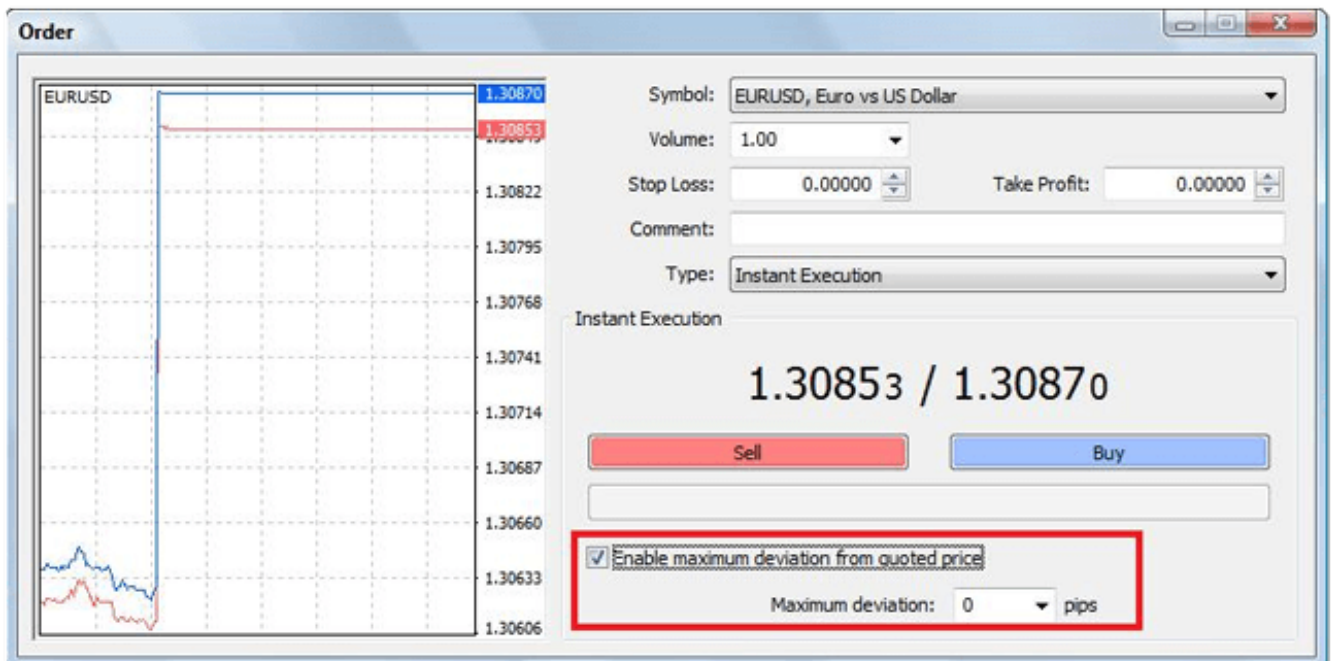 Order
EURUSD
1.30870
1.30853
1.30822
1.30795
1.30768
1.30741
1.30714
1.30687
1.30660
1.30633
1.30606
Symbol: EURUSD, Euro vs US Dollar
Volume: 1.00
Stop Loss: 0.00000 Take Profit: 0.00000
Comment:
Type: Instant Execution
Instant Execution
1.30853 / 1.30870
Sell Buy
Enable maximum deviation from quoted price
Maximum deviation: 0 pips